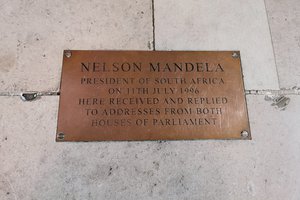 NELSON MANDELA
PRESIDENT OF SOUTH AFRICA
ON 11TH JULY 1996
HERE RECEIVED AND REPLIED
TO ADDRESSES FROM BOTH
HOUSES OF PARLIAMENT